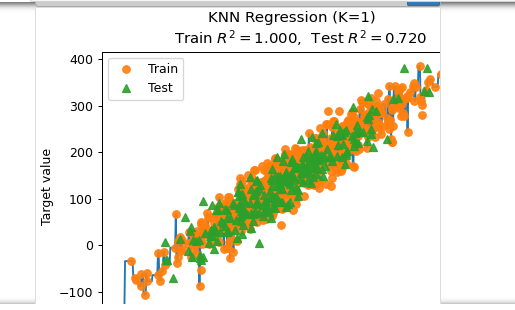 KNN Regression (K=1)
Train R² = 1.000, Test R² = 0.720
400
Train
Test
300
200
100
0
−100
Target value